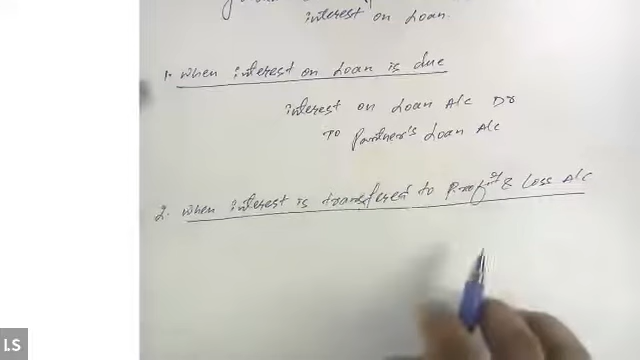 interest on Loan.
1. When interest on Loan is due
interest on Loan A/c Dr
To Partner's Loan A/c
2. When interest is transfered to Profit & Loss A/c
I.S